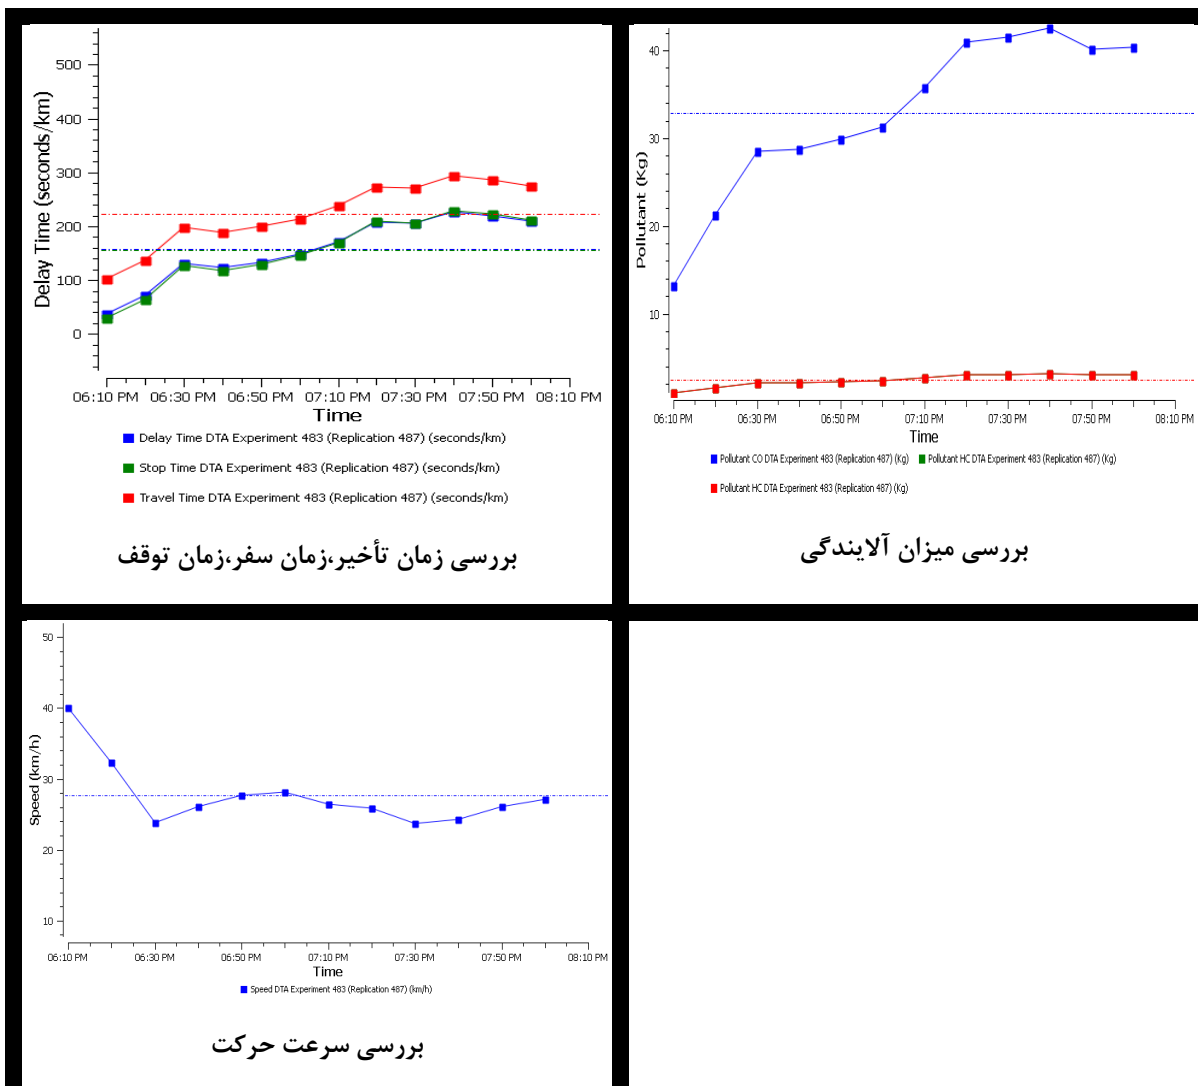 500
400
300
200
100
0
Delay Time (seconds/km)
06:10 PM 06:30 PM 06:50 PM 07:10 PM 07:30 PM 07:50 PM 08:10 PM
Time
Delay Time DTA Experiment 483 (Replication 487) (seconds/km)
Stop Time DTA Experiment 483 (Replication 487) (seconds/km)
Travel Time DTA Experiment 483 (Replication 487) (seconds/km)
بررسی زمان تأخیر،زمان سفر،زمان توقف
40
30
20
10
Pollutant (Kg)
06:10 PM 06:30 PM 06:50 PM 07:10 PM 07:30 PM 07:50 PM 08:10 PM
Time
Pollutant CO DTA Experiment 483 (Replication 487) (Kg) Pollutant HC DTA Experiment 483 (Replication 487) (Kg)
Pollutant HC DTA Experiment 483 (Replication 487) (Kg)
بررسی میزان آلایندگی
50
40
30
20
10
Speed (km/h)
06:10 PM 06:30 PM 06:50 PM 07:10 PM 07:30 PM 07:50 PM 08:10 PM
Time
Speed DTA Experiment 483 (Replication 487) (km/h)
بررسی سرعت حرکت